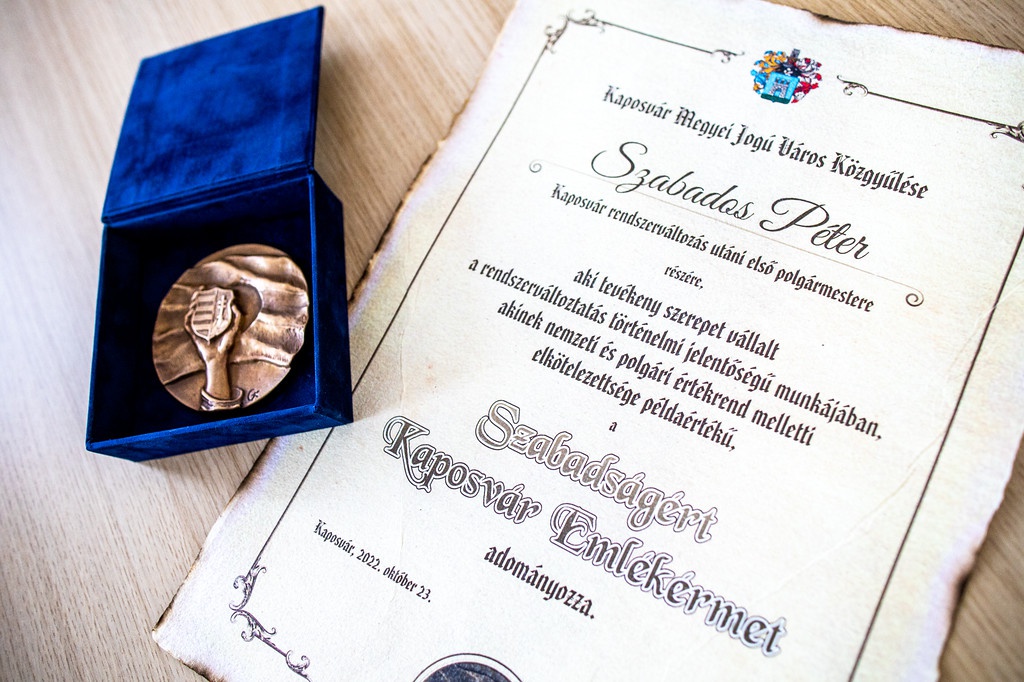 Kaposvár Megyei Jogú Város Közgyűlése
Szabados Péter
Kaposvár rendszerváltozás utáni első polgármestere
részére,
aki tevékeny szerepet vállalt
a rendszerváltoztatás történelmi jelentőségű munkájában,
akinek nemzeti és polgári értékrend melletti
elkötelezettsége példaértékű,
a
Szabadságért
Kaposvár Emlékérmet
adományozza.
Kaposvár, 2022. október 23.